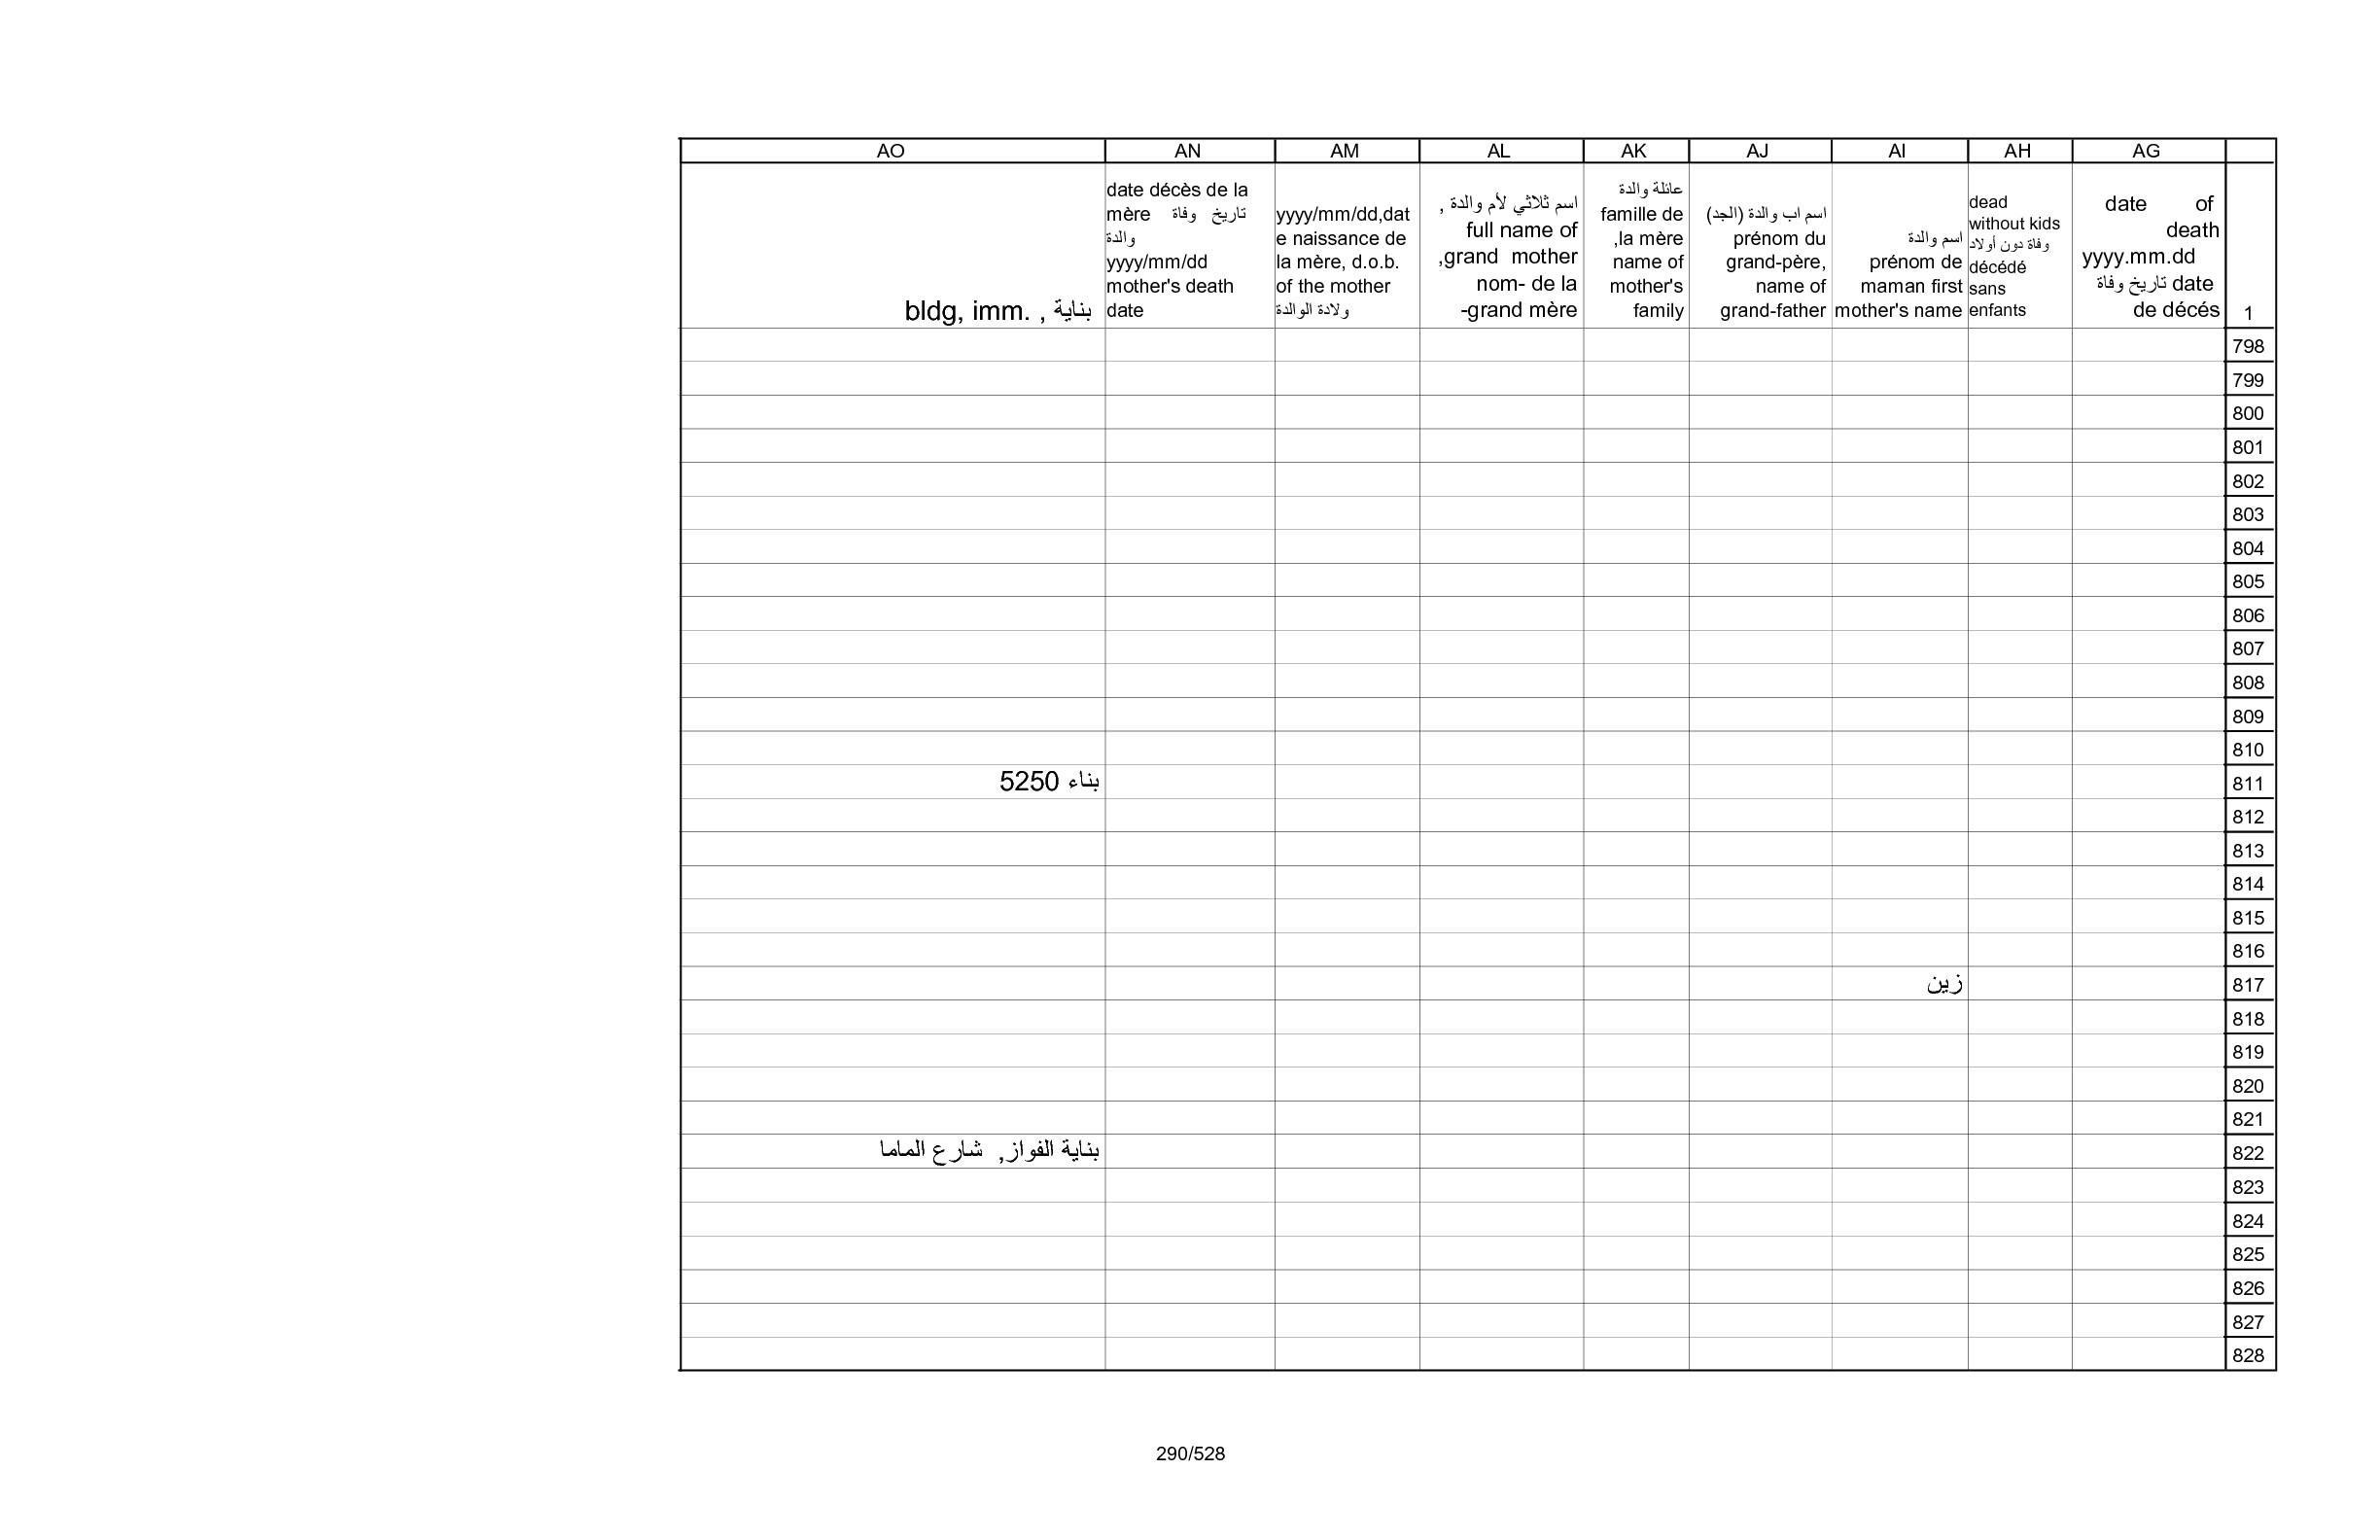 AG AH AI AJ AK AL AM AN AO
1
date of
death
yyyy.mm.dd
تاريخ وفاة date
de décés
dead
without kids
وفاة دون أولاد
décédé
sans
enfants
اسم والدة
prénom de
maman first
mother's name
اسم اب والدة (الجد)
prénom du
grand-père,
name of
grand-father
عائلة والدة
famille de
la mère,
name of
mother's
family
اسم ثلاثي لأم والدة ,
full name of
grand mother,
nom- de la
grand mère-
yyyy/mm/dd,dat
e naissance de
la mère, d.o.b.
of the mother
ولادة الوالدة
date décès de la
mère تاريخ وفاة
والدة
yyyy/mm/dd
mother's death
date
بناية , bldg, imm.
798
799
800
801
802
803
804
805
806
807
808
809
810
811 بناء 5250
812
813
814
815
816
817 زين
818
819
820
821
822 بناية الفواز, شارع الماما
823
824
825
826
827
828
290/528